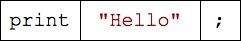 print "Hello" ;